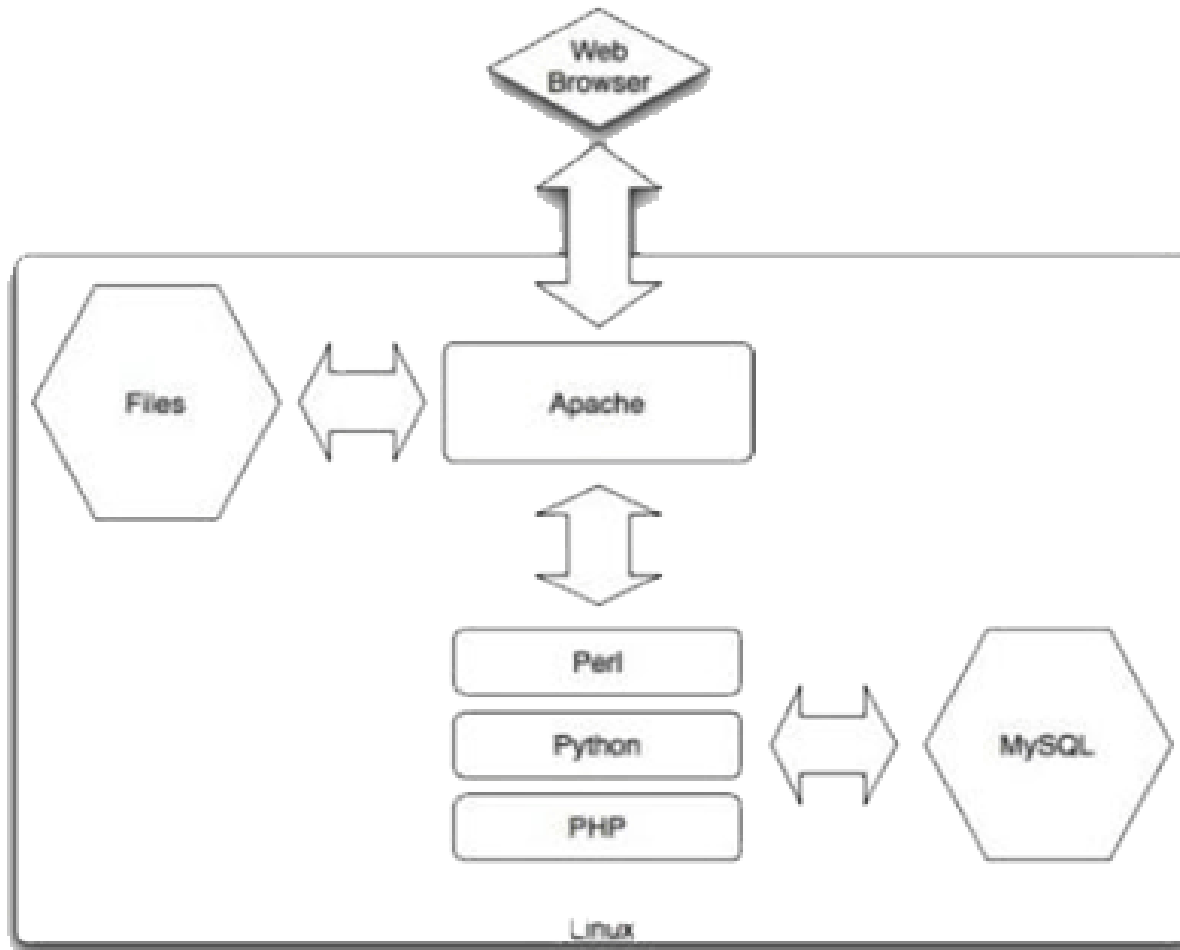 Web
Browser
Files
Apache
Perl
Python
MySQL
PHP
Linux